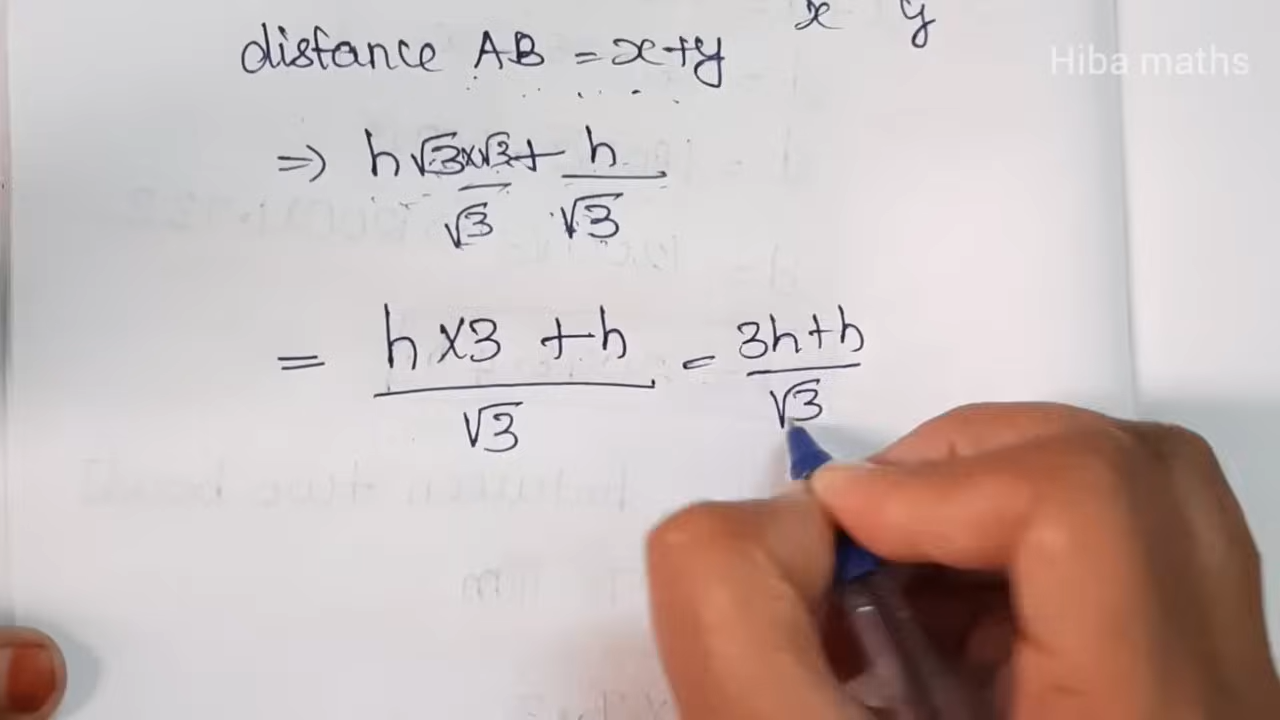 x y
distance AB = x+y
Hiba maths
⇒ h√3×√3/√3 + h/√3
= h×3 +h/√3 = 3h+h/√3